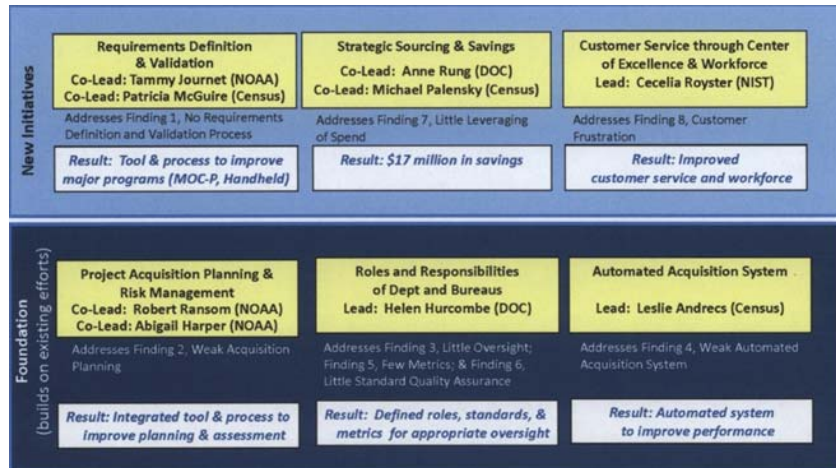 New Initiatives
Requirements Definition
& Validation
Co-Lead: Tammy Journet (NOAA)
Co-Lead: Patricia McGuire (Census)
Addresses Finding 1, No Requirements
Definition and Validation Process
Result: Tool & process to improve
major programs (MOC-P, Handheld)
Strategic Sourcing & Savings
Co-Lead: Anne Rung (DOC)
Co-Lead: Michael Palensky (Census)
Addresses Finding 7, Little Leveraging
of Spend
Result: $17 million in savings
Customer Service through Center
of Excellence & Workforce
Lead: Cecelia Royster (NIST)
Addresses Finding 8, Customer
Frustration
Result: Improved
customer service and workforce
Foundation
(builds on existing efforts)
Project Acquisition Planning &
Risk Management
Co-Lead: Robert Ransom (NOAA)
Co-Lead: Abigail Harper (NOAA)
Addresses Finding 2, Weak Acquisition
Planning
Result: Integrated tool & process to
improve planning & assessment
Roles and Responsibilities
of Dept and Bureaus
Lead: Helen Hurcombe (DOC)
Addresses Finding 3, Little Oversight;
Finding 5, Few Metrics; & Finding 6,
Little Standard Quality Assurance
Result: Defined roles, standards, &
metrics for appropriate oversight
Automated Acquisition System
Lead: Leslie Andrecs (Census)
Addresses Finding 4, Weak Automated
Acquisition System
Result: Automated system
to improve performance